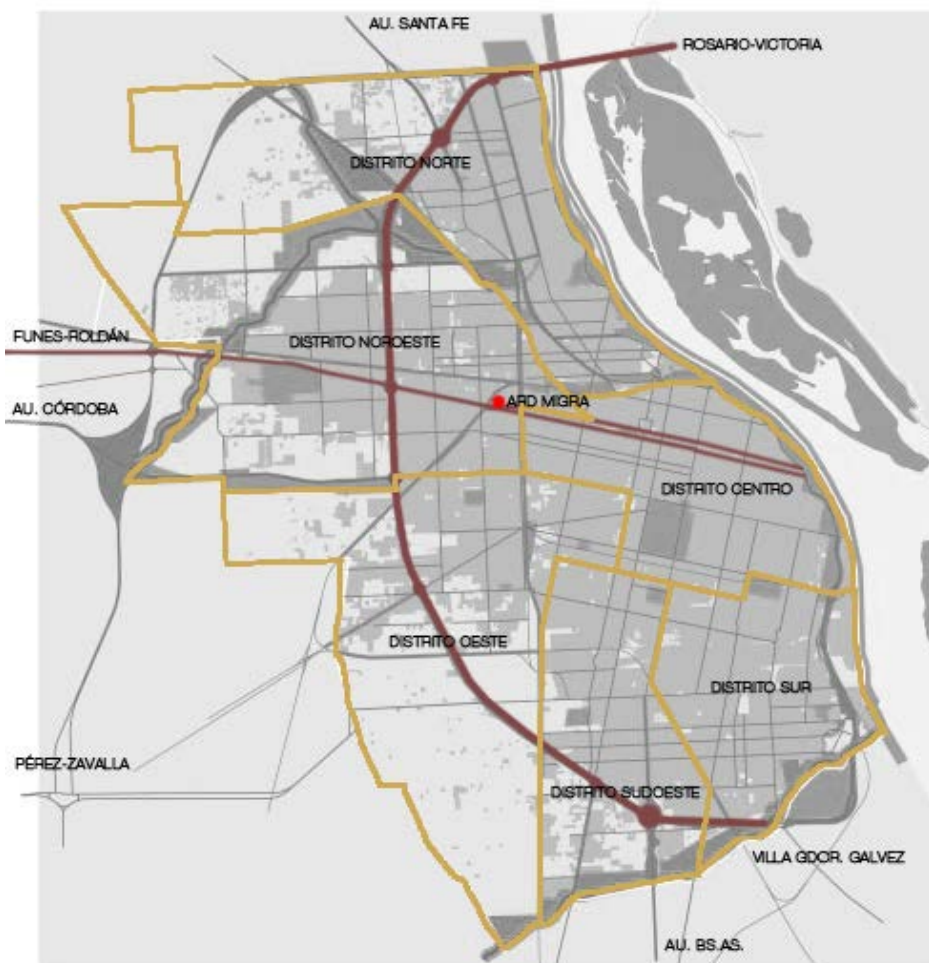 AU. SANTA FE
ROSARIO-VICTORIA
DISTRITO NORTE
FUNES-ROLDÁN
DISTRITO NOROESTE
AU. CÓRDOBA
ARD MIGRA
DISTRITO CENTRO
DISTRITO OESTE
DISTRITO SUR
PÉREZ-ZAVALLA
DISTRITO SUDOESTE
VILLA GDOR. GALVEZ
AU. BS.AS.